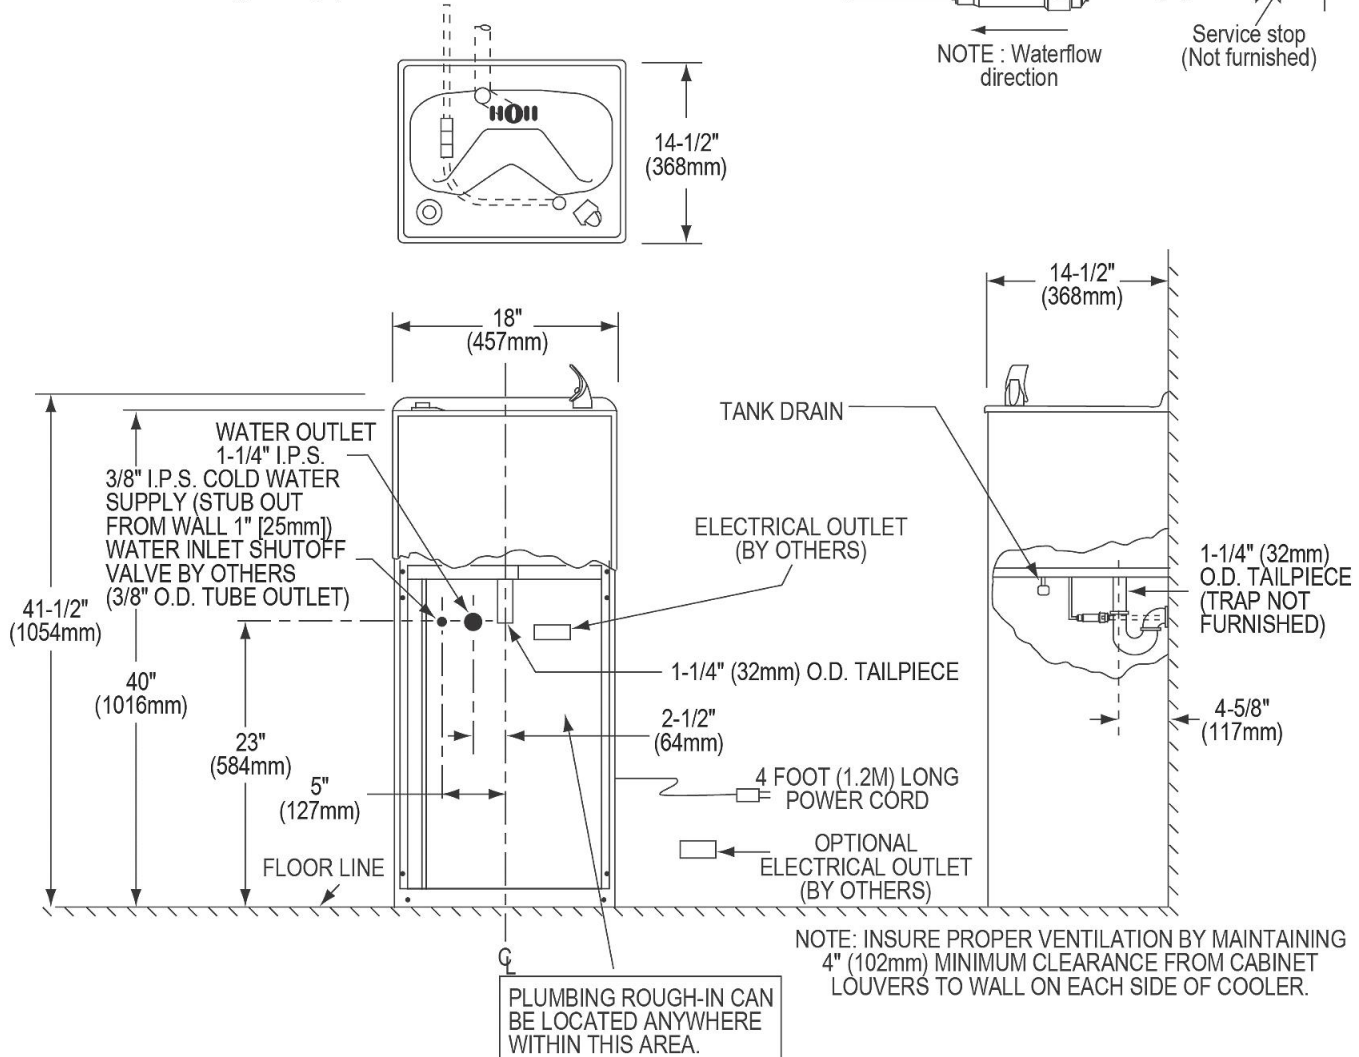 NOTE : Waterflow
direction
Service stop
(Not furnished)
14-1/2"
(368mm)
18"
(457mm)
14-1/2"
(368mm)
WATER OUTLET
1-1/4" I.P.S.
3/8" I.P.S. COLD WATER
SUPPLY (STUB OUT
FROM WALL 1" [25mm])
WATER INLET SHUTOFF
VALVE BY OTHERS
(3/8" O.D. TUBE OUTLET)
TANK DRAIN
ELECTRICAL OUTLET
(BY OTHERS)
1-1/4" (32mm)
O.D. TAILPIECE
(TRAP NOT
FURNISHED)
41-1/2"
(1054mm)
40"
(1016mm)
23"
(584mm)
5"
(127mm)
1-1/4" (32mm) O.D. TAILPIECE
2-1/2"
(64mm)
4-5/8"
(117mm)
4 FOOT (1.2M) LONG
POWER CORD
OPTIONAL
ELECTRICAL OUTLET
(BY OTHERS)
FLOOR LINE
CL
NOTE: INSURE PROPER VENTILATION BY MAINTAINING
4" (102mm) MINIMUM CLEARANCE FROM CABINET
LOUVERS TO WALL ON EACH SIDE OF COOLER.
PLUMBING ROUGH-IN CAN
BE LOCATED ANYWHERE
WITHIN THIS AREA.